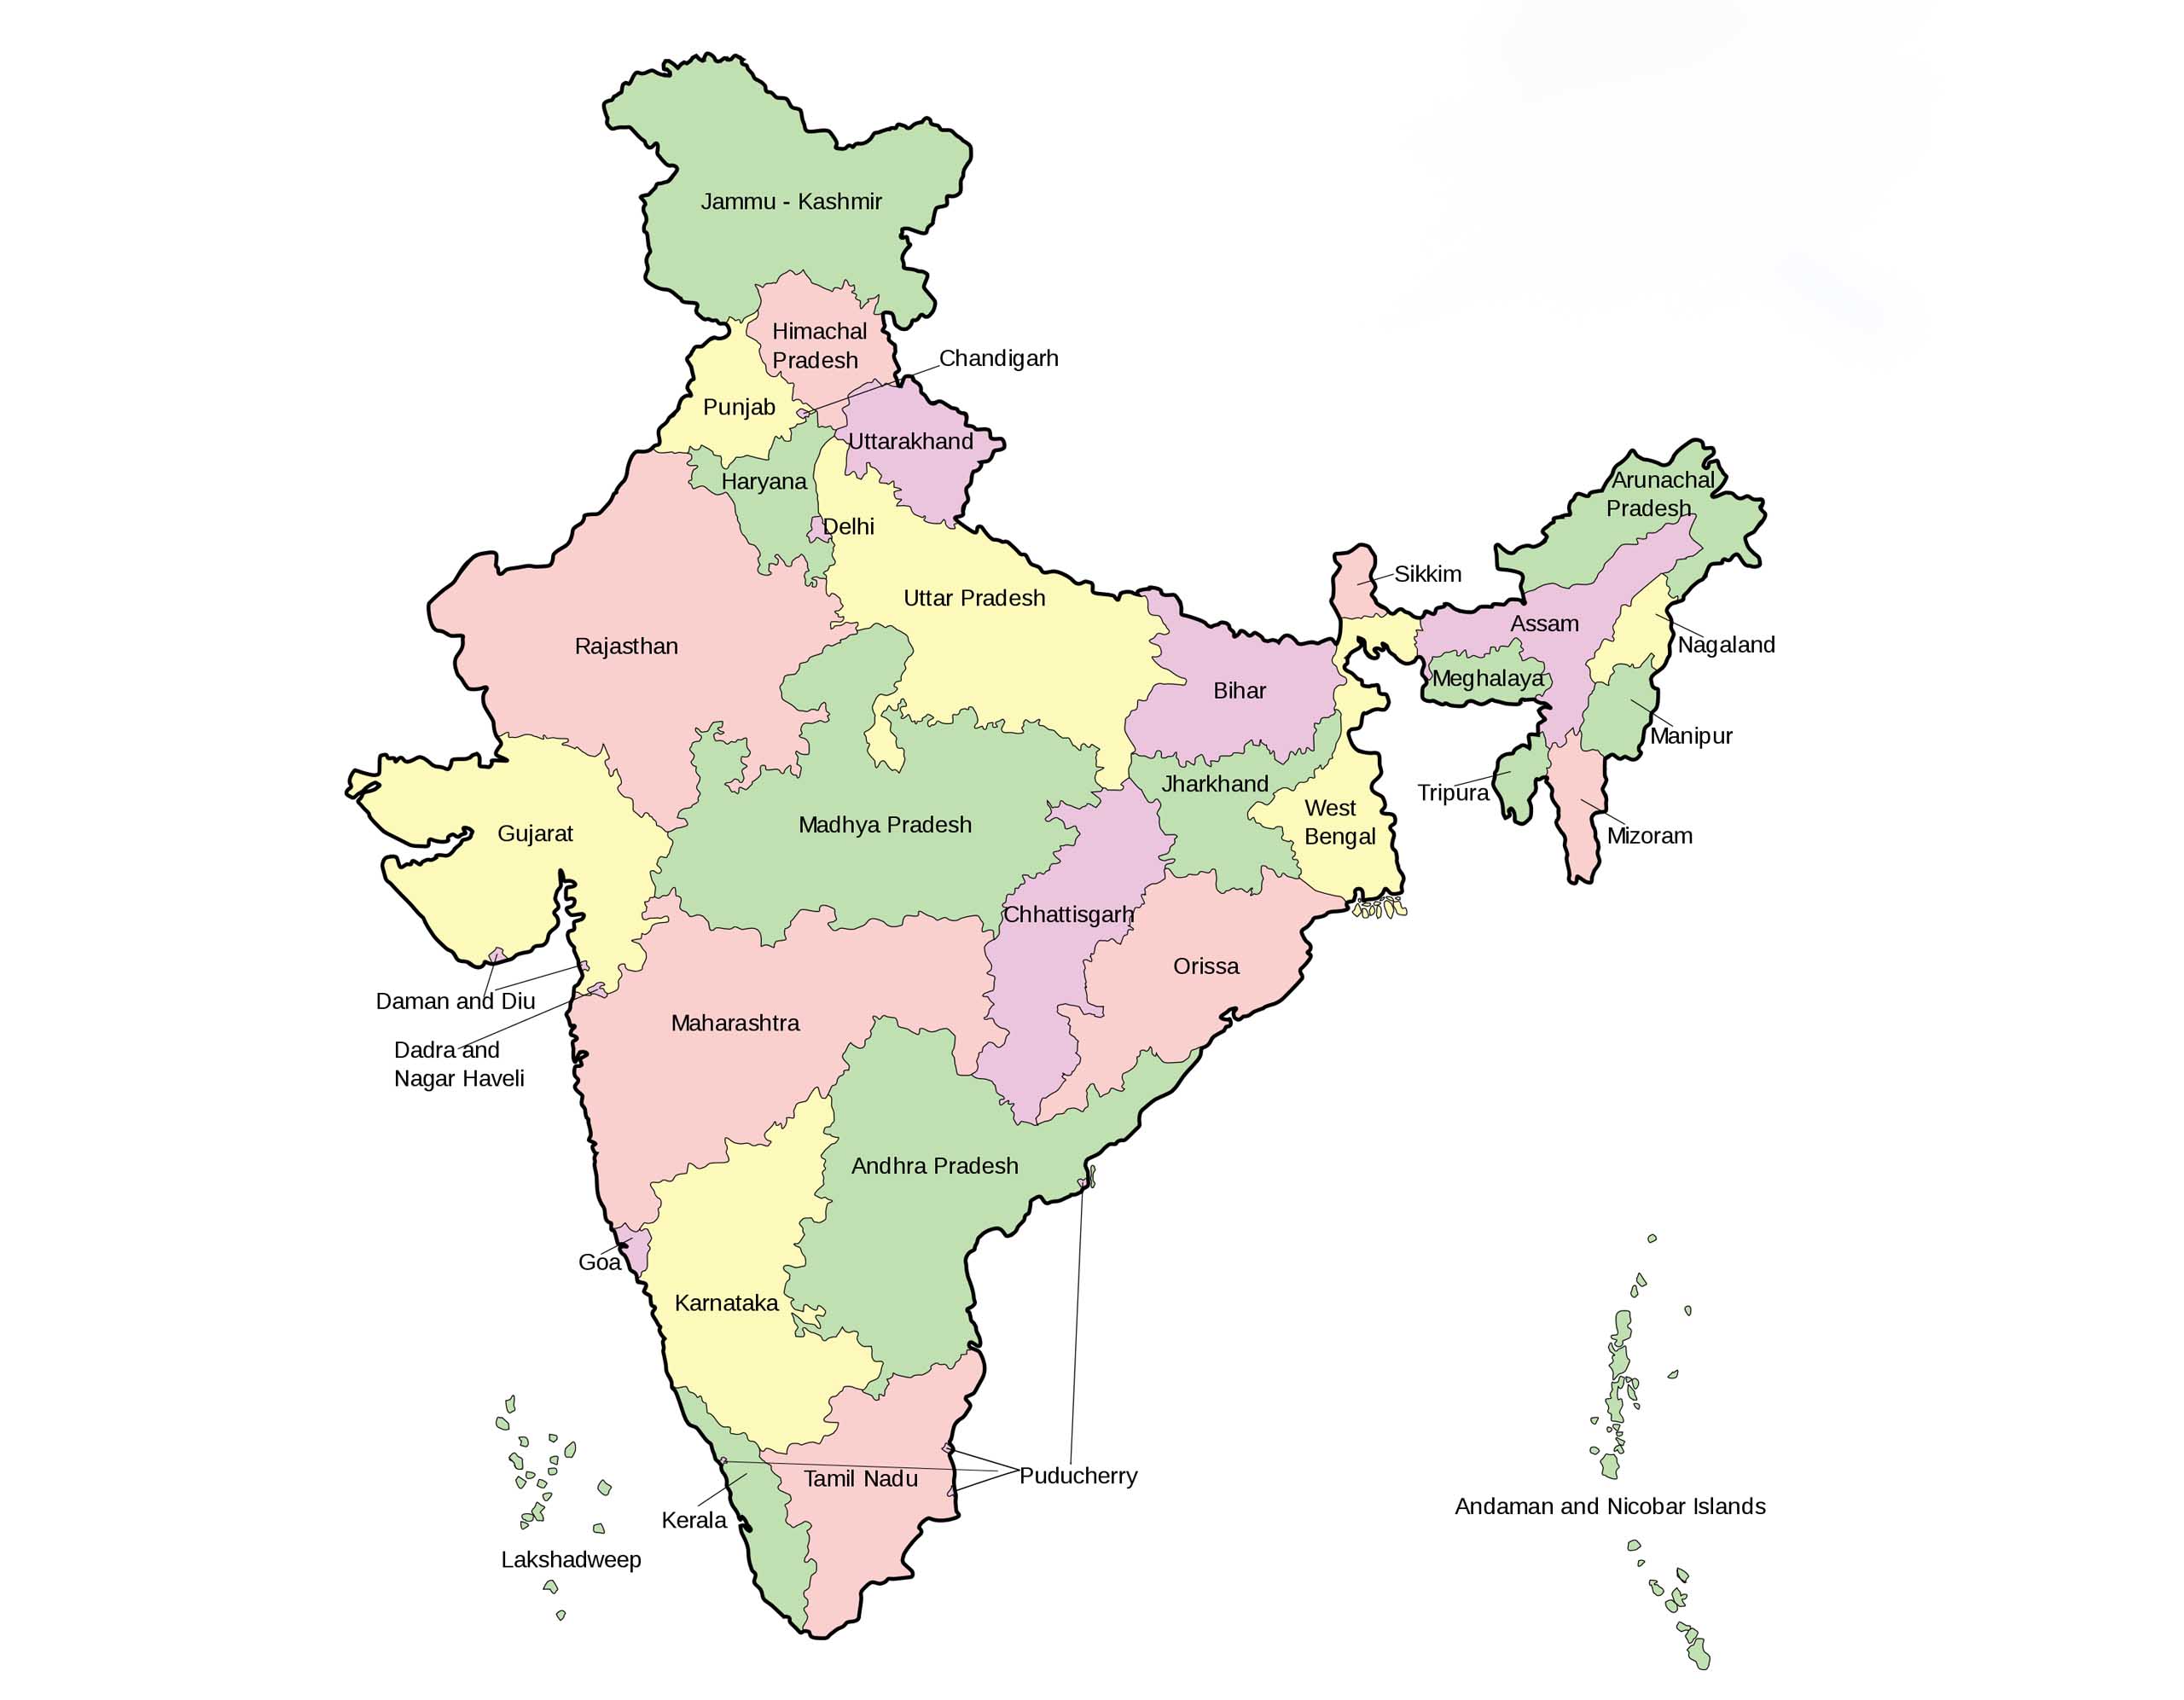 Jammu - Kashmir
Himachal
Pradesh
Chandigarh
Punjab
Uttarakhand
Haryana
Delhi
Arunachal
Pradesh
Sikkim
Uttar Pradesh
Assam
Rajasthan
Nagaland
Meghalaya
Bihar
Manipur
Jharkhand
Tripura
West
Bengal
Madhya Pradesh
Gujarat
Mizoram
Chhattisgarh
Orissa
Daman and Diu
Maharashtra
Dadra and
Nagar Haveli
Andhra Pradesh
Goa
Karnataka
Puducherry
Tamil Nadu
Andaman and Nicobar Islands
Kerala
Lakshadweep